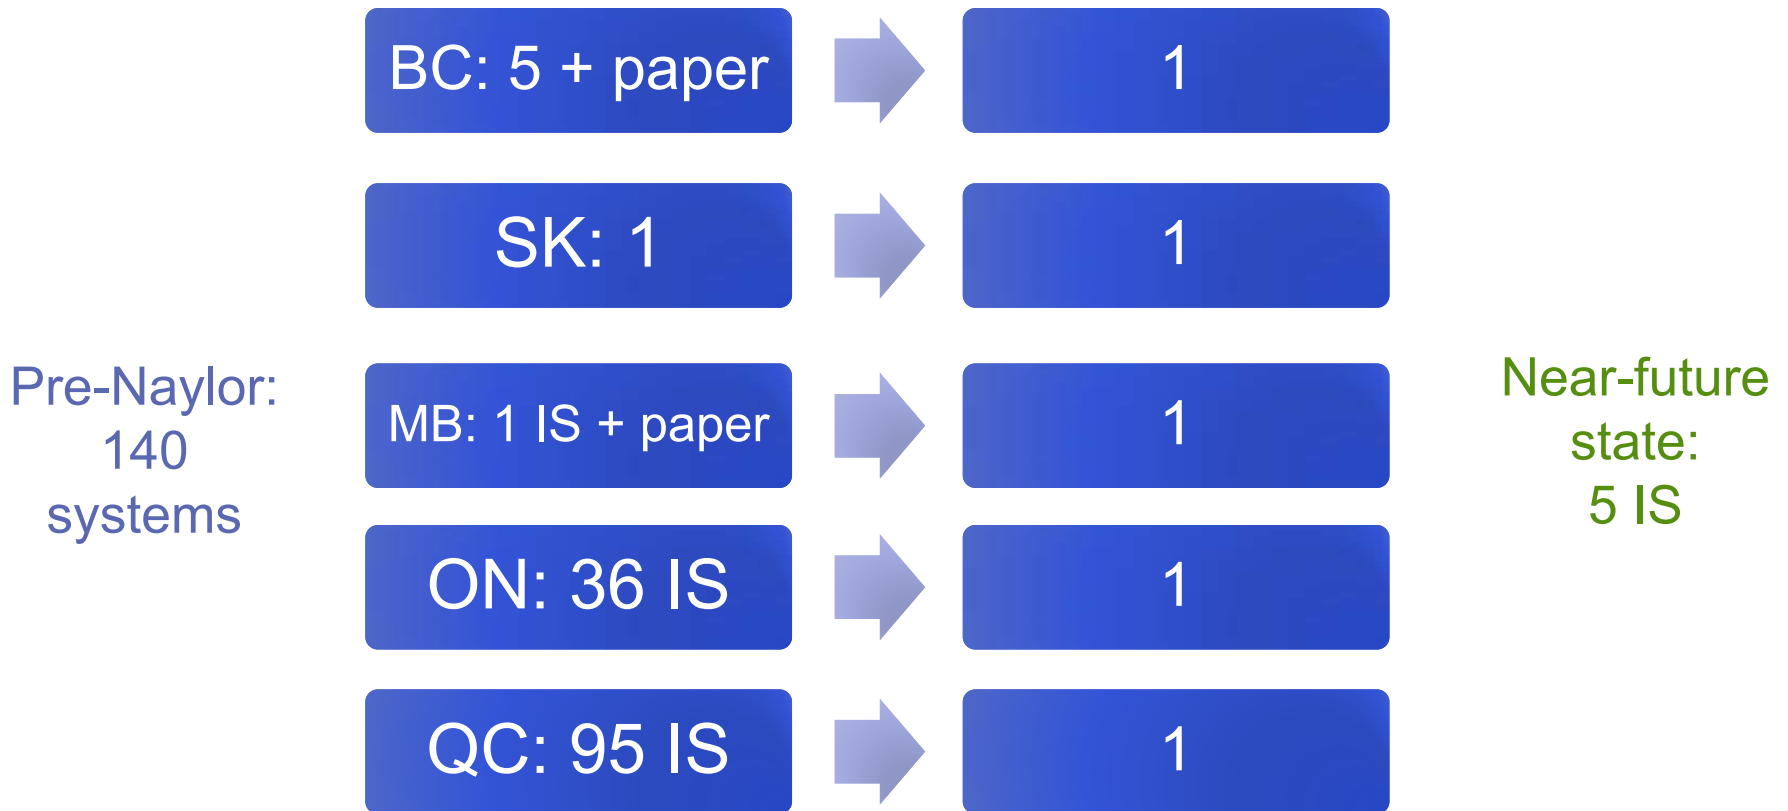 BC: 5 + paper
1
SK: 1
1
Pre-Naylor:
140
systems
MB: 1 IS + paper
1
Near-future
state:
5 IS
ON: 36 IS
1
QC: 95 IS
1